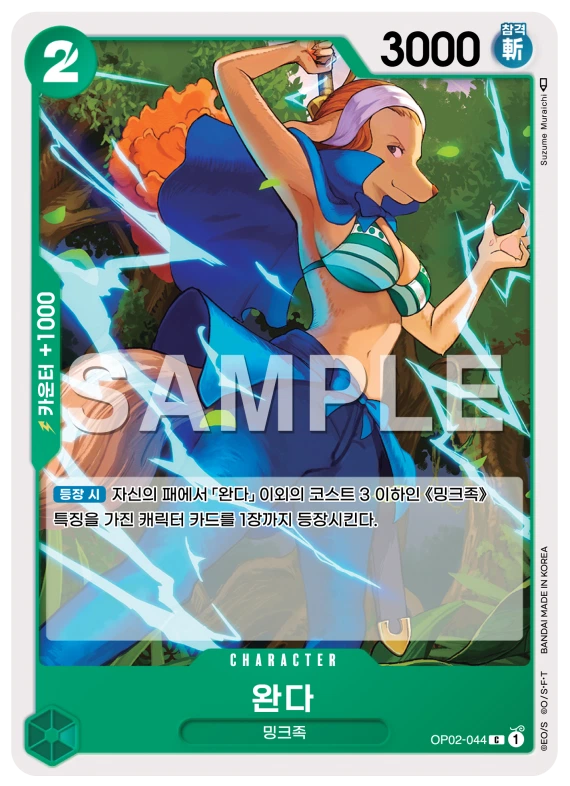 2
3000
참격
斬
Suzume Muraichi
카운터 +1000
SAMPLE
등장 시 자신의 패에서 「완다」 이외의 코스트 3 이하인 《밍크족》
특징을 가진 캐릭터 카드를 1장까지 등장시킨다.
CHARACTER
완다
밍크족
OP02-044 C 1
©EO/S ©O/S·F·T BANDAI MADE IN KOREA